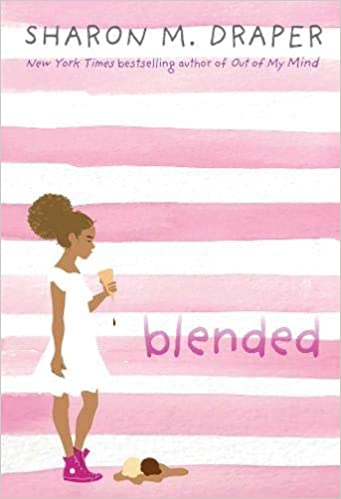 SHARON M. DRAPER
New York Times bestselling author of Out of My Mind
blended